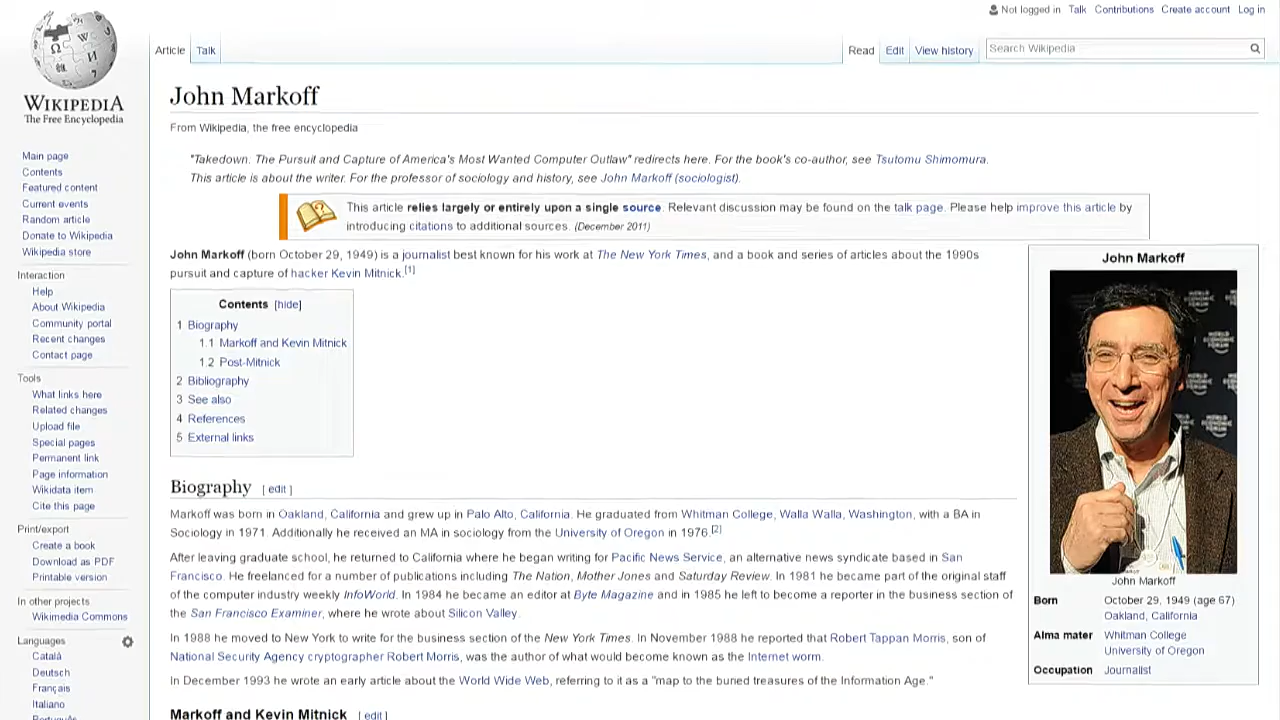 Not logged in Talk Contributions Create account Log in
Article Talk Read Edit View history Search Wikipedia
WIKIPEDIA
The Free Encyclopedia
Main page
Contents
Featured content
Current events
Random article
Donate to Wikipedia
Wikipedia store
Interaction
Help
About Wikipedia
Community portal
Recent changes
Contact page
Tools
What links here
Related changes
Upload file
Special pages
Permanent link
Page information
Wikidata item
Cite this page
Print/export
Create a book
Download as PDF
Printable version
In other projects
Wikimedia Commons
Languages
Català
Deutsch
Français
Italiano
Português
John Markoff
From Wikipedia, the free encyclopedia
"Takedown. The Pursuit and Capture of America's Most Wanted Computer Outlaw" redirects here. For the book's co-author, see Tsutomu Shimomura.
This article is about the writer. For the professor of sociology and history, see John Markoff (sociologist).
This article relies largely or entirely upon a single source. Relevant discussion may be found on the talk page. Please help improve this article by
introducing citations to additional sources. (December 2011)
John Markoff (born October 29, 1949) is a journalist best known for his work at The New York Times, and a book and series of articles about the 1990s
pursuit and capture of hacker Kevin Mitnick.[1]
Contents [hide]
1 Biography
1.1 Markoff and Kevin Mitnick
1.2 Post-Mitnick
2 Bibliography
3 See also
4 References
5 External links
Biography [ edit ]
Markoff was born in Oakland, California and grew up in Palo Alto, California. He graduated from Whitman College, Walla Walla, Washington, with a BA in
Sociology in 1971. Additionally he received an MA in sociology from the University of Oregon in 1976.[2]
After leaving graduate school, he returned to California where he began writing for Pacific News Service, an alternative news syndicate based in San
Francisco. He freelanced for a number of publications including The Nation, Mother Jones and Saturday Review. In 1981 he became part of the original staff
of the computer industry weekly InfoWorld. In 1984 he became an editor at Byte Magazine and in 1985 he left to become a reporter in the business section of
the San Francisco Examiner, where he wrote about Silicon Valley.
In 1988 he moved to New York to write for the business section of the New York Times. In November 1988 he reported that Robert Tappan Morris, son of
National Security Agency cryptographer Robert Morris, was the author of what would become known as the Internet worm.
In December 1993 he wrote an early article about the World Wide Web, referring to it as a "map to the buried treasures of the Information Age."
Markoff and Kevin Mitnick [ edit ]
John Markoff
WORLD
ECONOMIC
FORUM
John Markoff
Born October 29, 1949 (age 67)
Oakland, California
Alma mater Whitman College
University of Oregon
Occupation Journalist